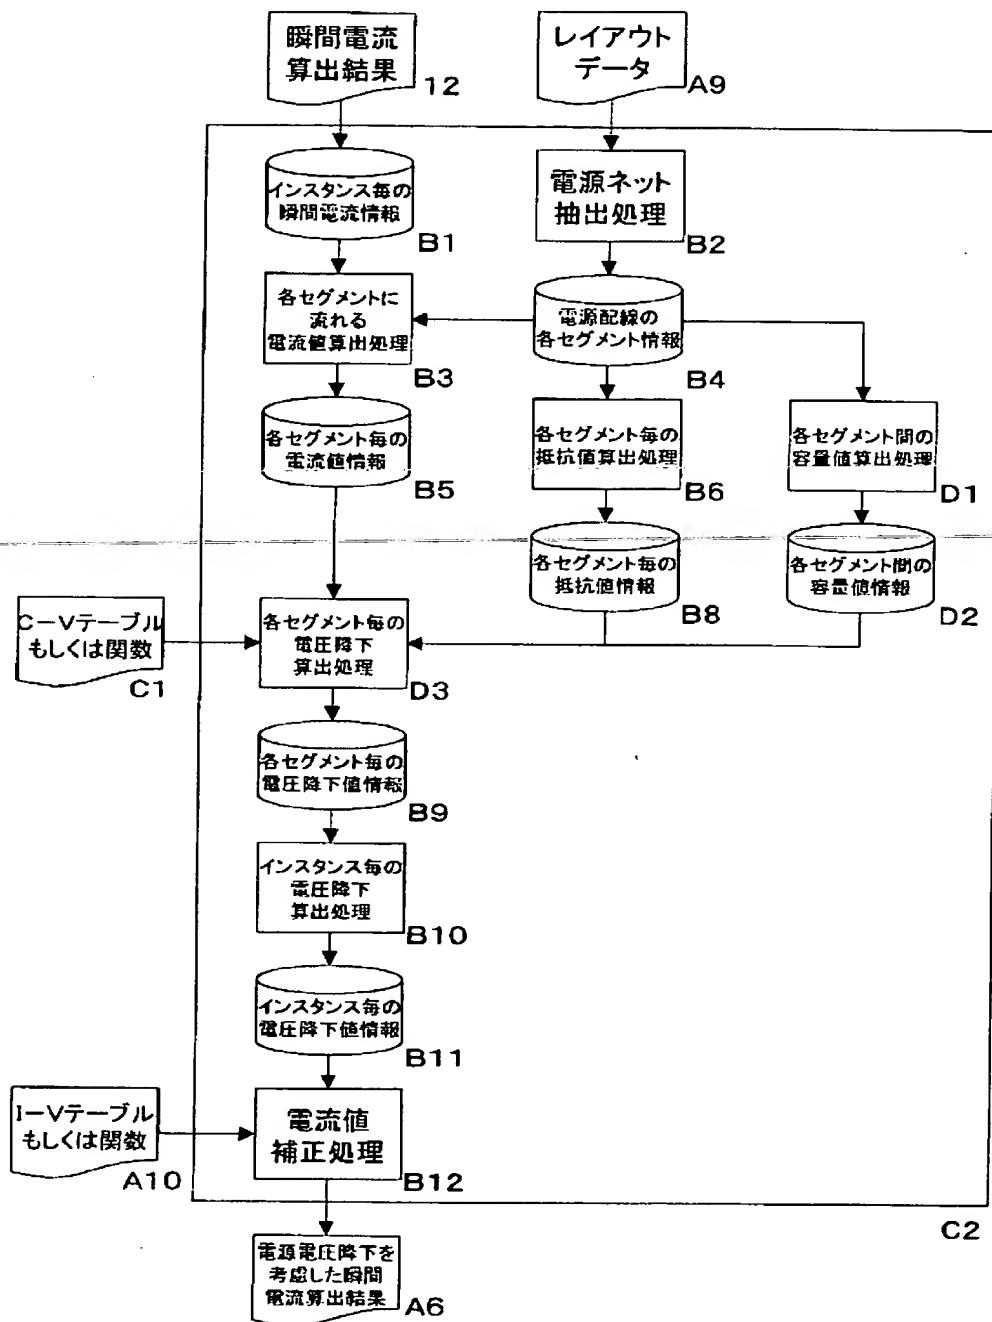 瞬間電流
算出結果
12
レイアウト
データ
A9
インスタンス毎の
瞬間電流情報
B1
電源ネット
抽出処理
B2
各セグメントに
流れる
電流値算出処理
B3
電源配線の
各セグメント情報
B4
各セグメント毎の
電流値情報
B5
各セグメント毎の
抵抗値算出処理
B6
各セグメント間の
容量値算出処理
D1
各セグメント毎の
抵抗値情報
B8
各セグメント間の
容量値情報
D2
C－Vテーブル
もしくは関数
C1
各セグメント毎の
電圧降下
算出処理
D3
各セグメント毎の
電圧降下値情報
B9
インスタンス毎の
電圧降下
算出処理
B10
インスタンス毎の
電圧降下値情報
B11
I－Vテーブル
もしくは関数
A10
電流値
補正処理
B12
C2
電源電圧降下を
考慮した瞬間
電流算出結果
A6